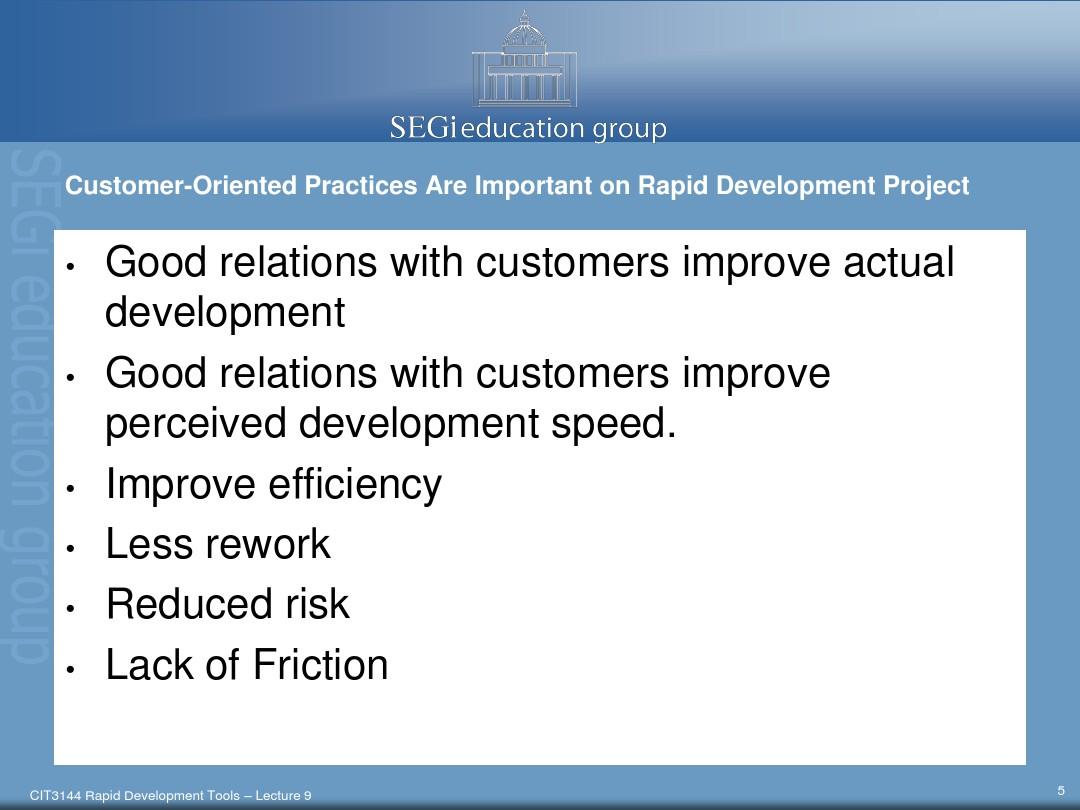 SEGi education group
SEGi education group
Customer-Oriented Practices Are Important on Rapid Development Project
• Good relations with customers improve actual
development
• Good relations with customers improve
perceived development speed.
• Improve efficiency
• Less rework
• Reduced risk
• Lack of Friction
CIT3144 Rapid Development Tools – Lecture 9
5